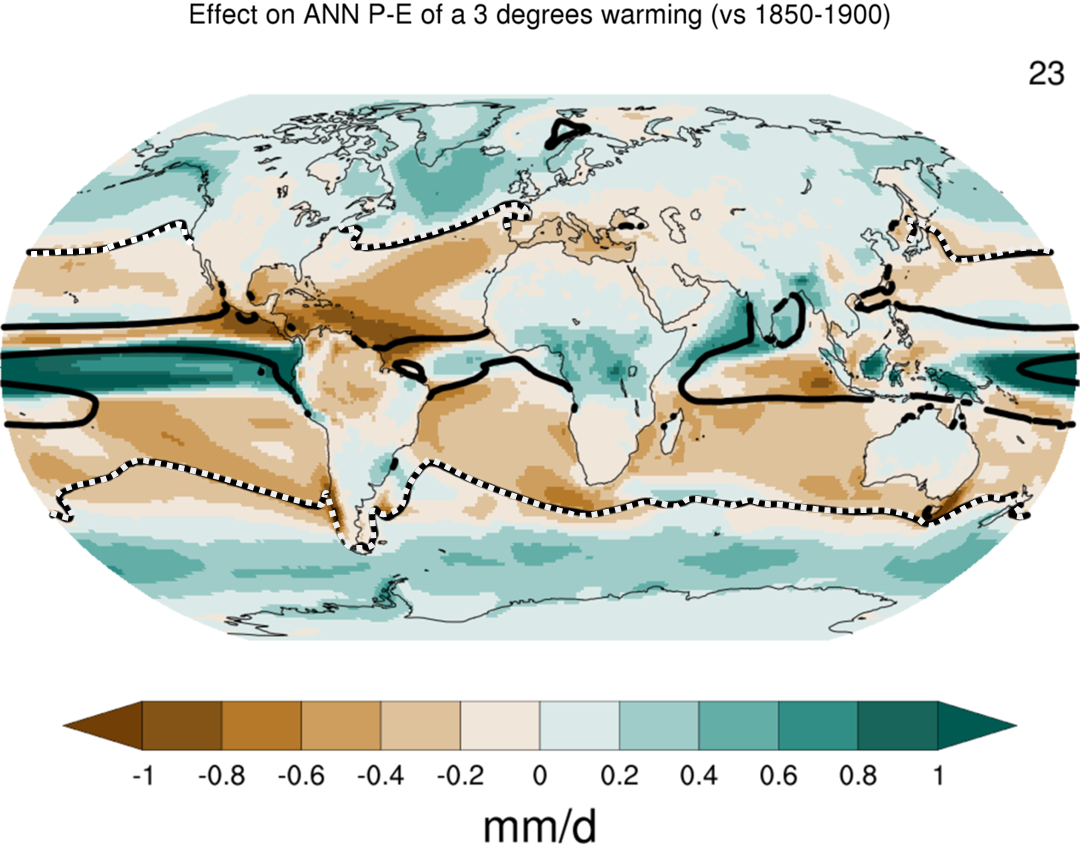 Effect on ANN P-E of a 3 degrees warming (vs 1850-1900)
23
-1 -0.8 -0.6 -0.4 -0.2 0 0.2 0.4 0.6 0.8 1
mm/d